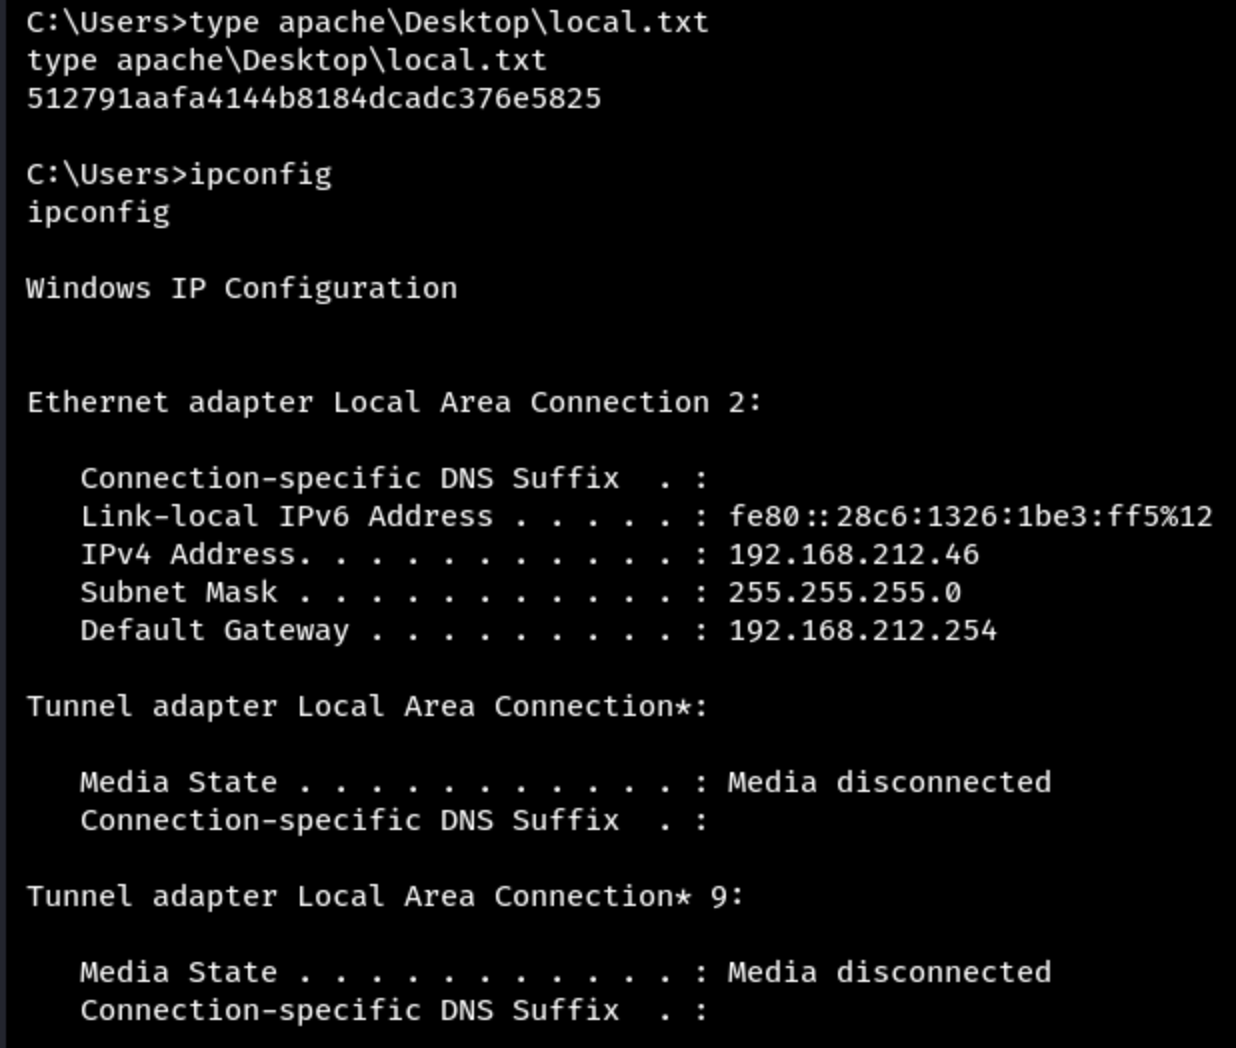 C:\Users>type apache\Desktop\local.txt
type apache\Desktop\local.txt
512791aafa4144b8184dcadc376e5825
C:\Users>ipconfig
ipconfig
Windows IP Configuration
Ethernet adapter Local Area Connection 2:
   Connection-specific DNS Suffix  . :
   Link-local IPv6 Address . . . . . : fe80::28c6:1326:1be3:ff5%12
   IPv4 Address. . . . . . . . . . . : 192.168.212.46
   Subnet Mask . . . . . . . . . . . : 255.255.255.0
   Default Gateway . . . . . . . . . : 192.168.212.254
Tunnel adapter Local Area Connection*:
   Media State . . . . . . . . . . . : Media disconnected
   Connection-specific DNS Suffix  . :
Tunnel adapter Local Area Connection* 9:
   Media State . . . . . . . . . . . : Media disconnected
   Connection-specific DNS Suffix  . :